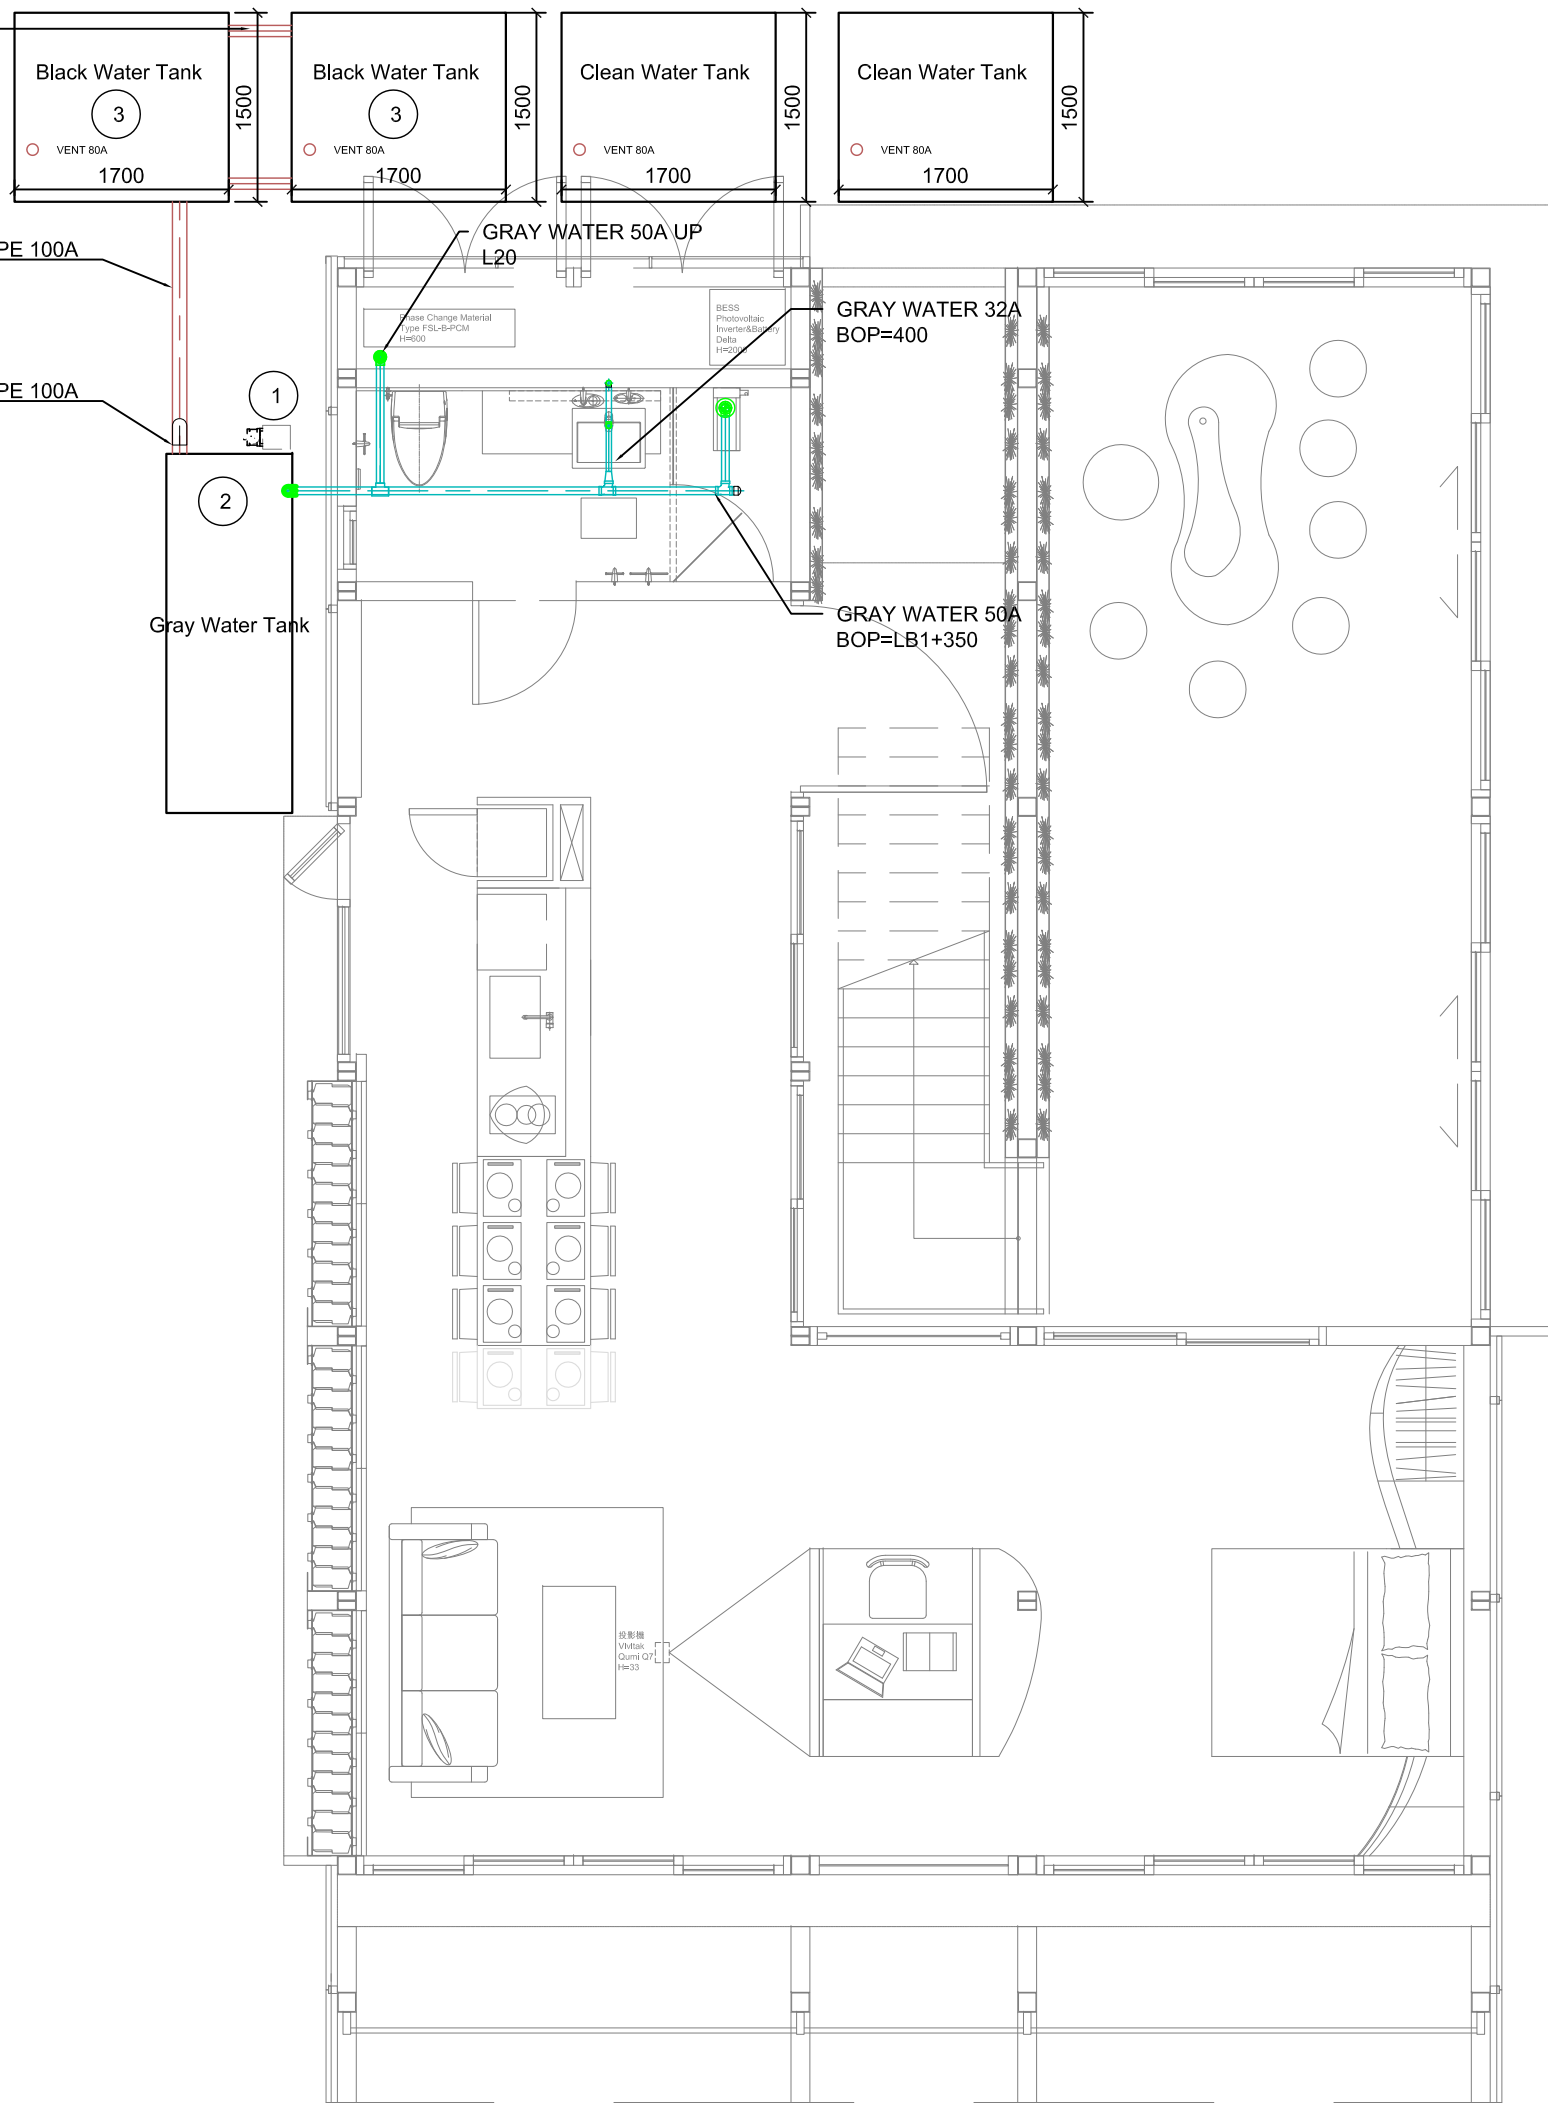 Black Water Tank
3
VENT 80A
1700
1500
Black Water Tank
3
VENT 80A
1700
1500
Clean Water Tank
VENT 80A
1700
1500
Clean Water Tank
VENT 80A
1700
1500
PE 100A
GRAY WATER 50A UP
L20
Phase Change Material
Type FSL-B-PCM
H=600
BESS
Photovoltaic
Inverter&Battery
Delta
H=2000
GRAY WATER 32A
BOP=400
PE 100A
1
2
Gray Water Tank
GRAY WATER 50A
BOP=LB1+350
投影機
Vivitak
Qumi Q7
H=33